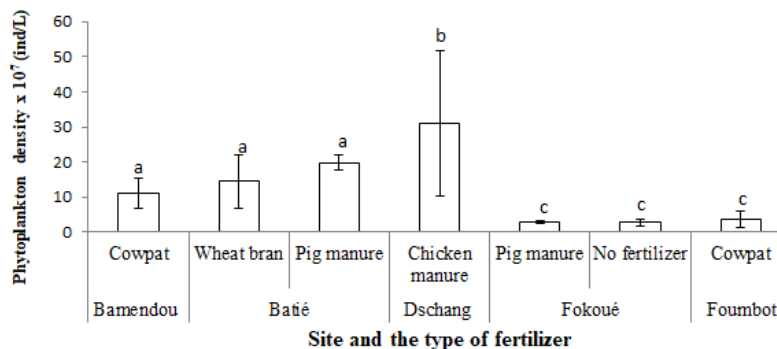 Phytoplankton density x 10⁷ (ind/L)
60
50
40
30
20
10
0
a
a
a
b
c
c
c
Cowpat Wheat bran Pig manure Chicken manure Pig manure No fertilizer Cowpat
Bamendou Batié Dschang Fokoué Foumbot
Site and the type of fertilizer